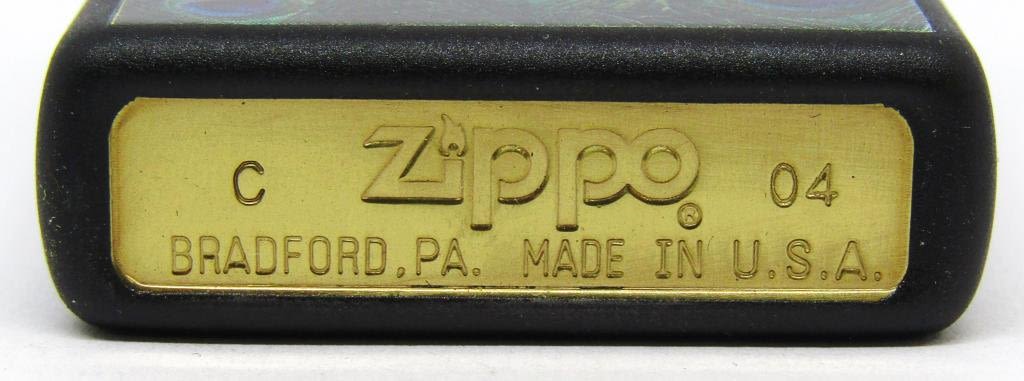 C Zippo® 04
BRADFORD, PA. MADE IN U.S.A.